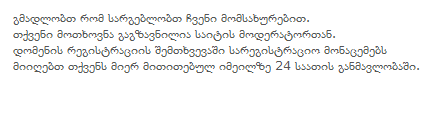 გმადლობთ რომ სარგებლობთ ჩვენი მომსახურებით.
თქვენი მოთხოვნა გაგზავნილია საიტის მოდერატორთან.
დომენის რეგისტრაციის შემთხვევაში სარეგისტრაციო მონაცემებს
მიიღებთ თქვენს მიერ მითითებულ იმეილზე 24 საათის განმავლობაში.